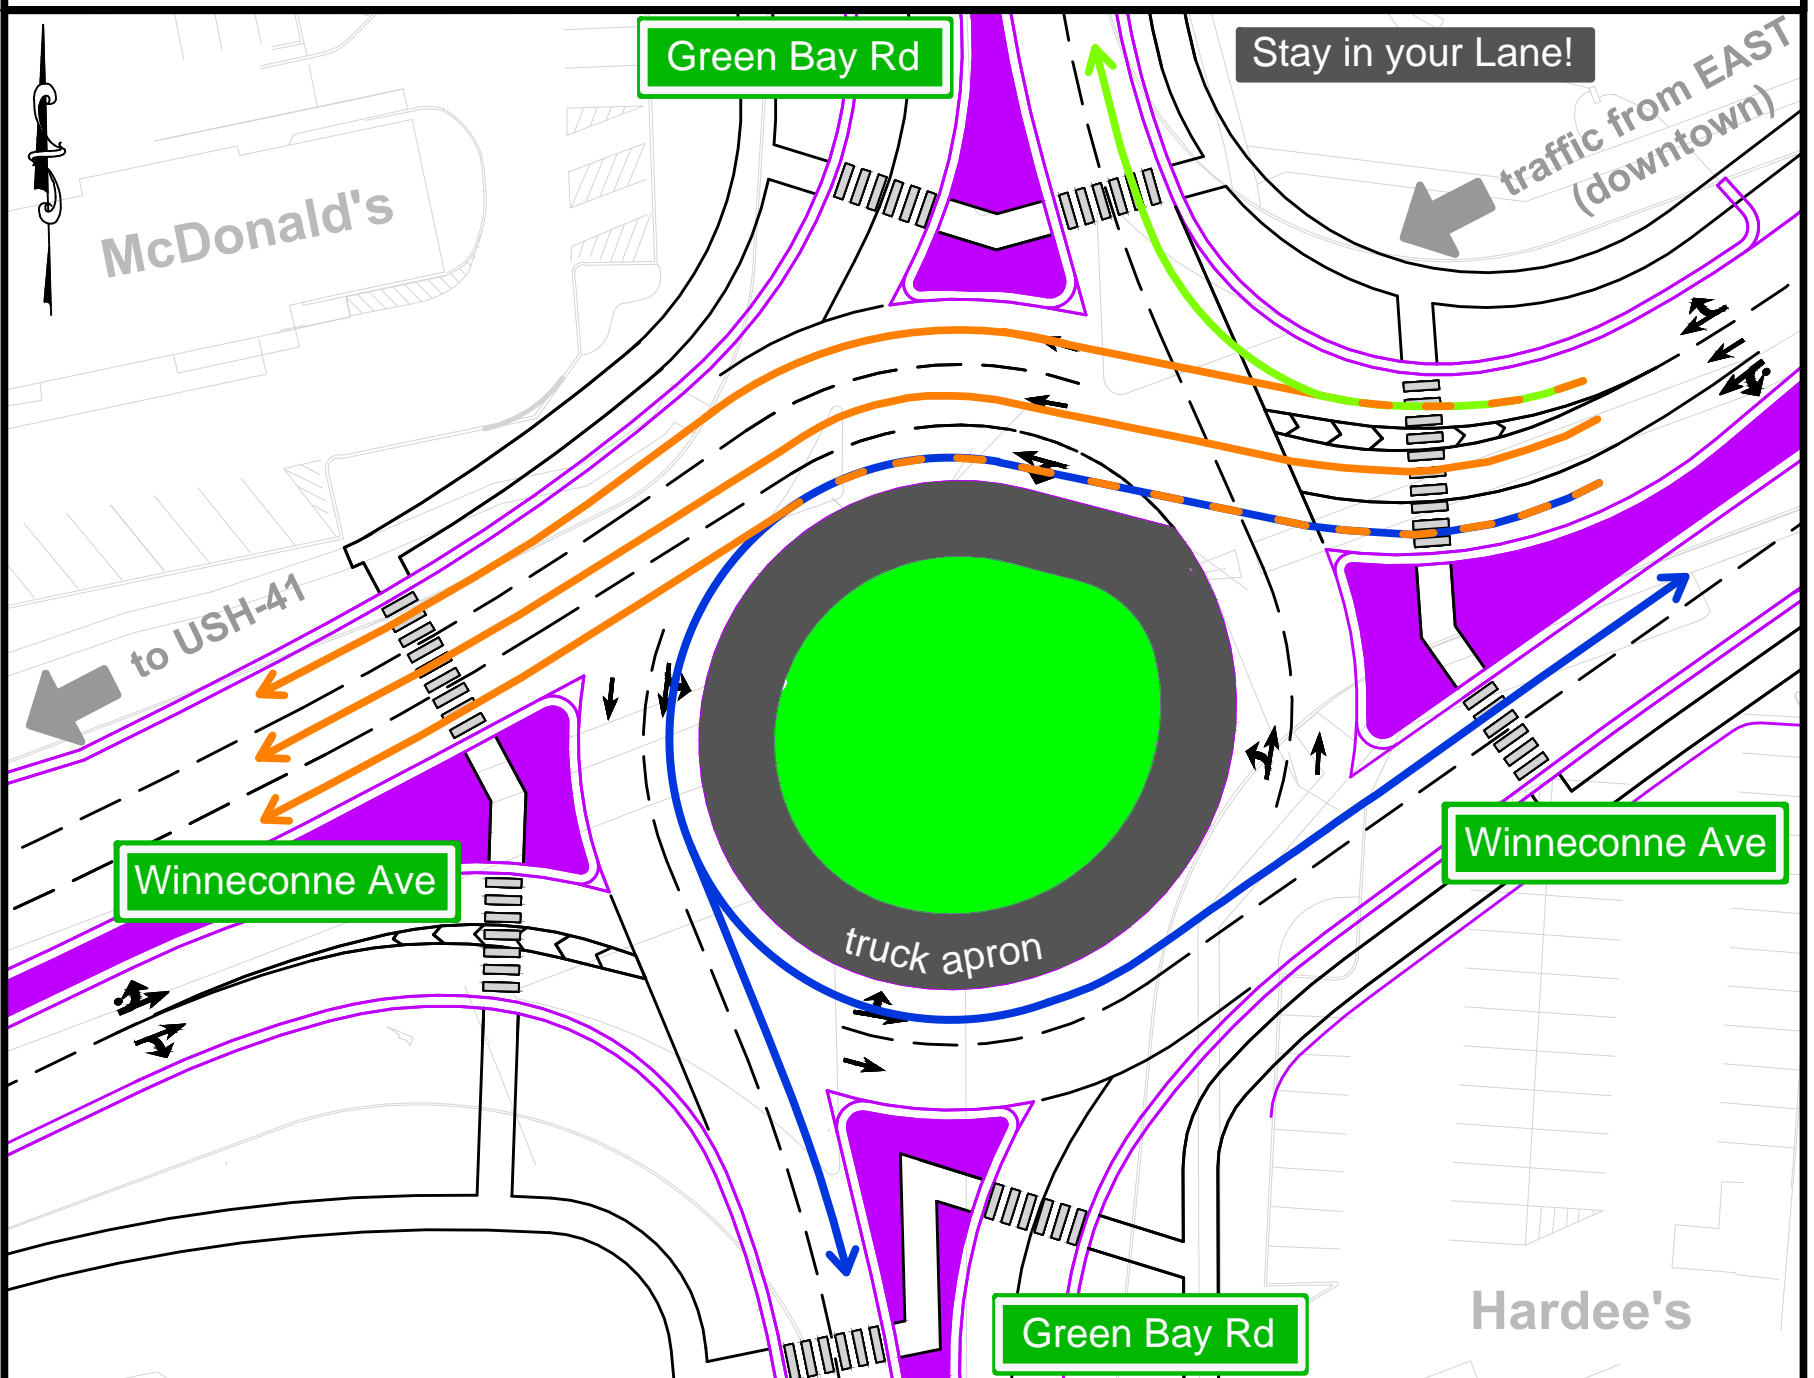 Green Bay Rd
Stay in your Lane!
traffic from EAST
(downtown)
McDonald's
to USH-41
Winneconne Ave
Winneconne Ave
truck apron
Green Bay Rd
Hardee's